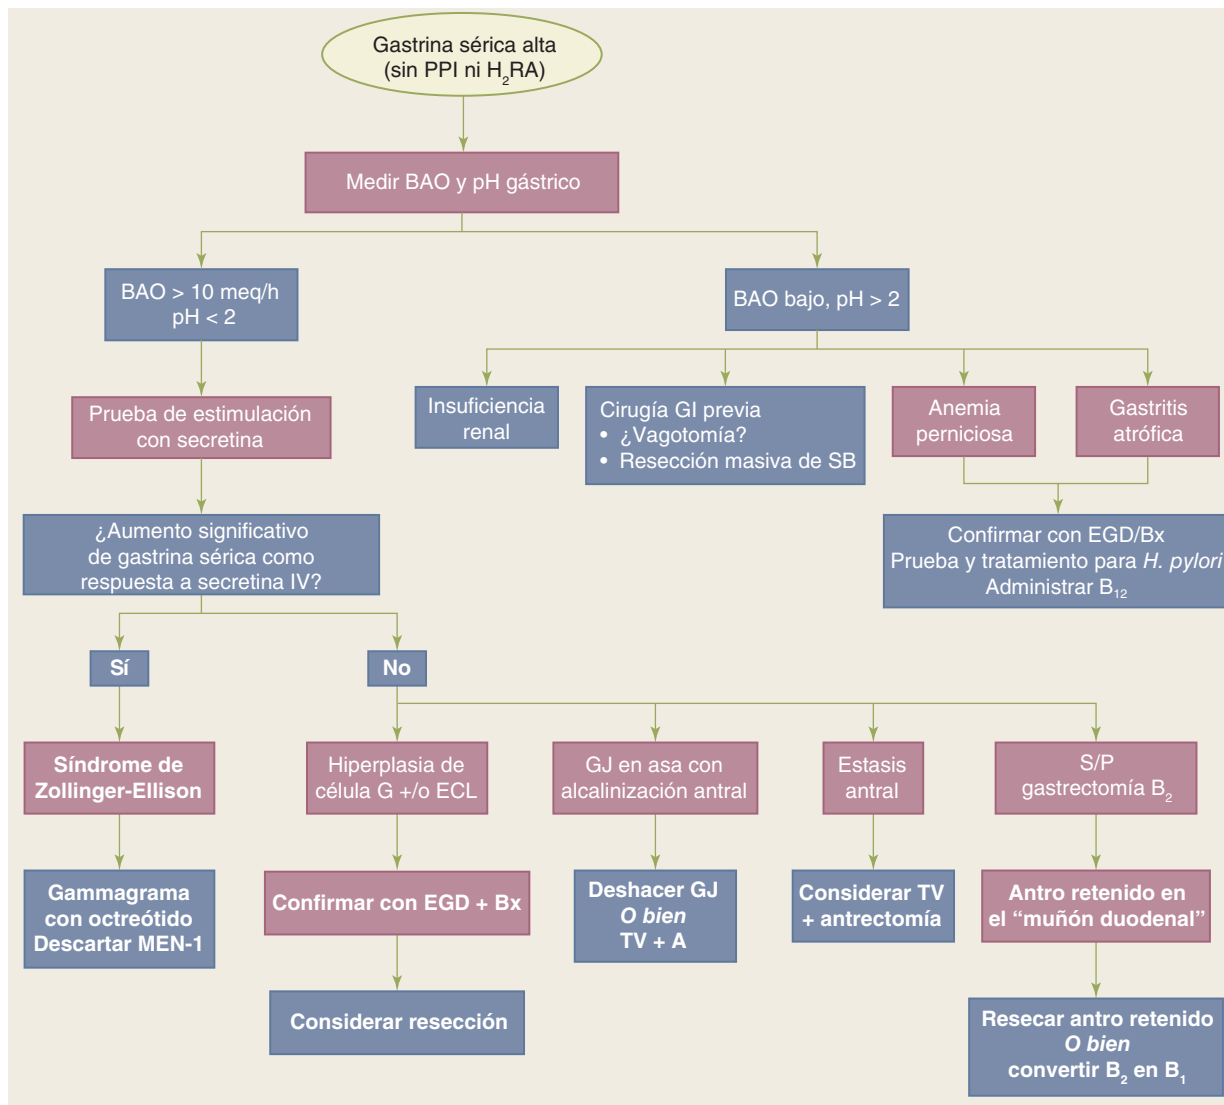 Gastrina sérica alta
(sin PPI ni H₂RA)
Medir BAO y pH gástrico
BAO > 10 meq/h
pH < 2
BAO bajo, pH > 2
Prueba de estimulación
con secretina
Insuficiencia
renal
Cirugía GI previa
• ¿Vagotomía?
• Resección masiva de SB
Anemia
perniciosa
Gastritis
atrófica
¿Aumento significativo
de gastrina sérica como
respuesta a secretina IV?
Confirmar con EGD/Bx
Prueba y tratamiento para H. pylori
Administrar B₁₂
Sí
No
Síndrome de
Zollinger-Ellison
Hiperplasia de
célula G +/o ECL
GJ en asa con
alcalinización antral
Estasis
antral
S/P
gastrectomía B₂
Gammagrama
con octreótido
Descartar MEN-1
Confirmar con EGD + Bx
Deshacer GJ
O bien
TV + A
Considerar TV
+ antrectomía
Antro retenido en
el “muñón duodenal”
Considerar resección
Resecar antro retenido
O bien
convertir B₂ en B₁